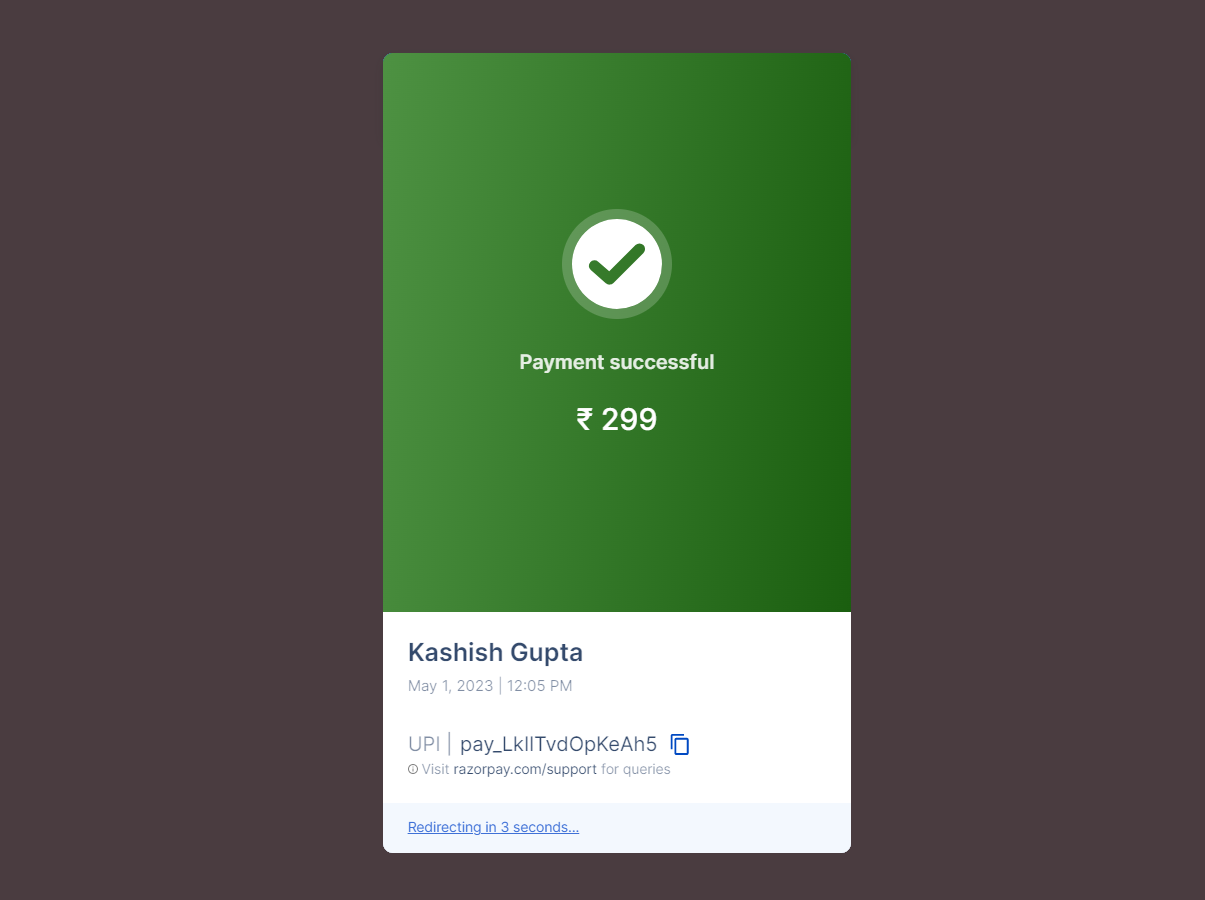 Payment successful
₹ 299
Kashish Gupta
May 1, 2023 | 12:05 PM
UPI | pay_LkIlTvdOpKeAh5
Visit razorpay.com/support for queries
Redirecting in 3 seconds...